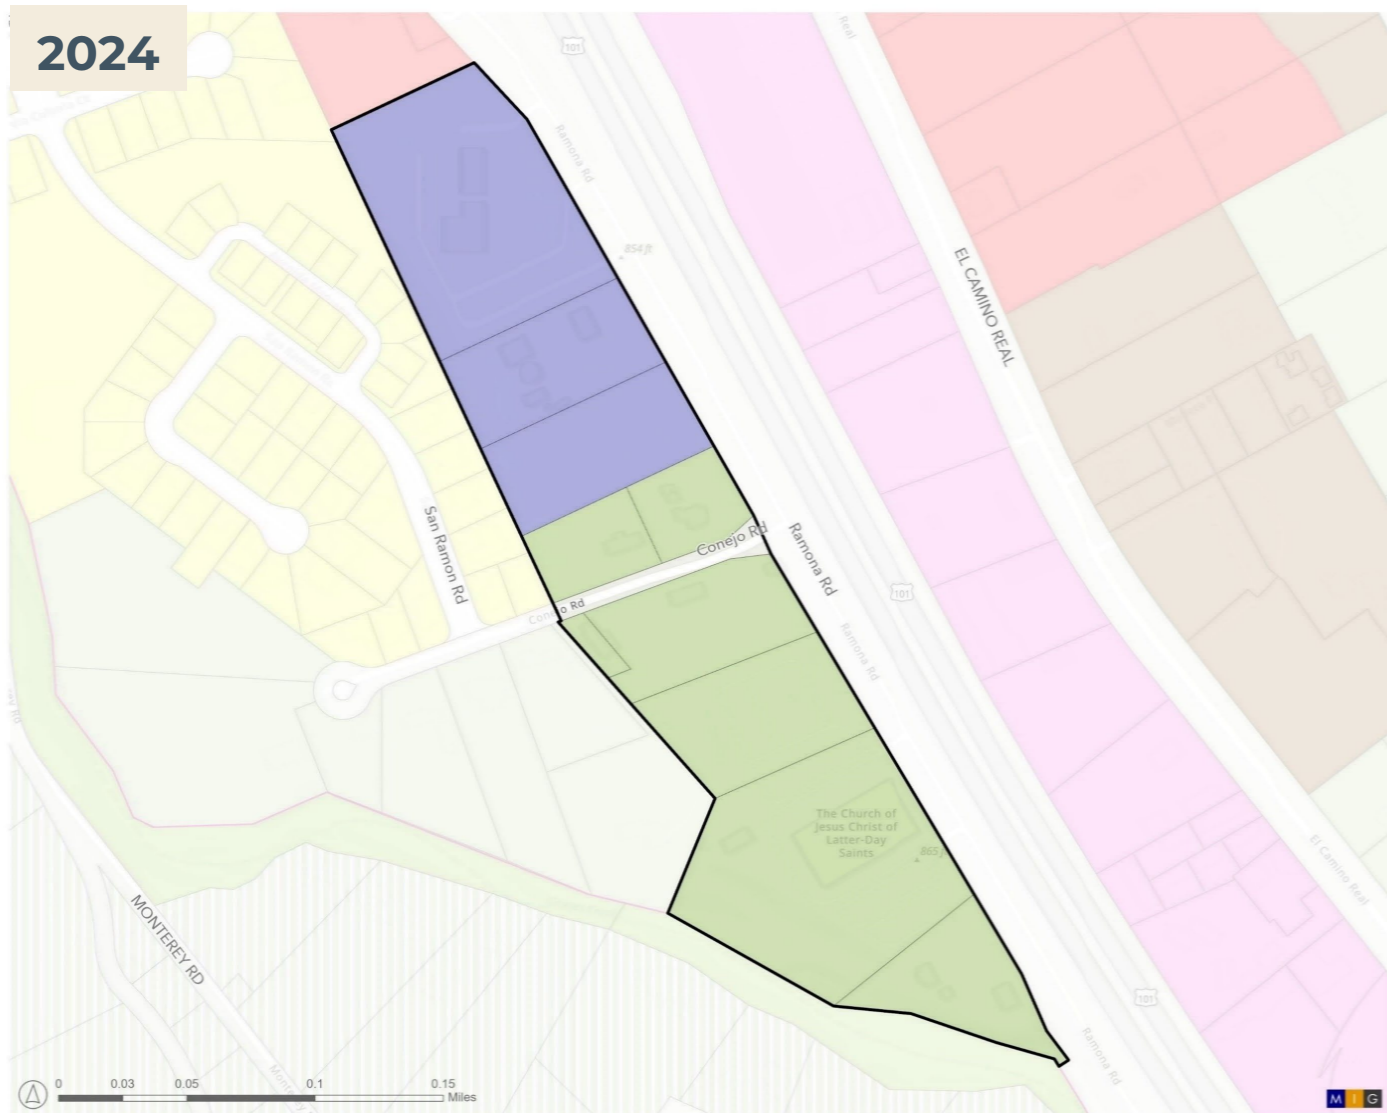 2024
101
Real
Ramona Rd
854 ft
EL CAMINO REAL
San Ramon Rd
Conejo Rd
Ramona Rd
101
Conejo Rd
Ramona Rd
The Church of
Jesus Christ of
Latter-Day
Saints
El Camino Real
MONTEREY RD
101
Ramona Rd
0 0.03 0.05 0.1 0.15
Miles
M I G